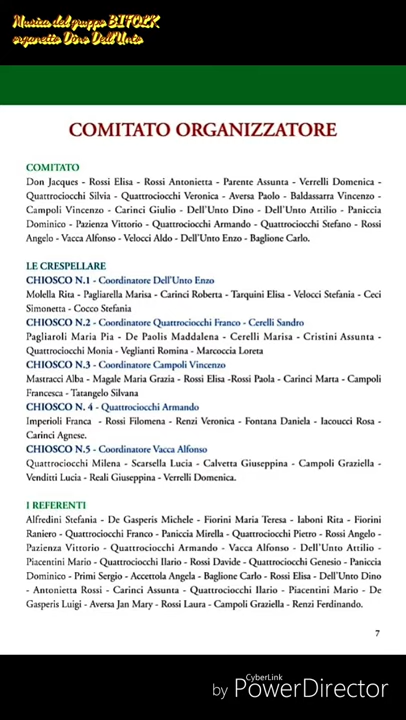 Musica del gruppo BIFOLK
organetto Dino Dell'Unto
COMITATO ORGANIZZATORE
COMITATO
Don Jacques - Rossi Elisa - Rossi Antonietta - Parente Assunta - Verrelli Domenica -
Quattrociocchi Silvia - Quattrociocchi Veronica - Aversa Paolo - Baldassarra Vincenzo -
Campoli Vincenzo - Carinci Giulio - Dell'Unto Dino - Dell'Unto Attilio - Paniccia
Dominico - Pazienza Vittorio - Quattrociocchi Armando - Quattrociocchi Stefano - Rossi
Angelo - Vacca Alfonso - Velocci Aldo - Dell'Unto Enzo - Baglione Carlo.
LE CRESPELLARE
CHIOSCO N.1 - Coordinatore Dell'Unto Enzo
Molella Rita - Pagliarella Marisa - Carinci Roberta - Tarquini Elisa - Velocci Stefania - Ceci
Simonetta - Cocco Stefania
CHIOSCO N.2 - Coordinatore Quattrociocchi Franco - Cerelli Sandro
Pagliaroli Maria Pia - De Paolis Maddalena - Cerelli Marisa - Cristini Assunta -
Quattrociocchi Monia - Veglianti Romina - Marcoccia Loreta
CHIOSCO N.3 - Coordinatore Campoli Vincenzo
Mastracci Alba - Magale Maria Grazia - Rossi Elisa -Rossi Paola - Carinci Marta - Campoli
Francesca - Tatangelo Silvana
CHIOSCO N. 4 - Quattrociocchi Armando
Imperioli Franca - Rossi Filomena - Renzi Veronica - Fontana Daniela - Iacoucci Rosa -
Carinci Agnese.
CHIOSCO N.5 - Coordinatore Vacca Alfonso
Quattrociocchi Milena - Scarsella Lucia - Calvetta Giuseppina - Campoli Graziella -
Venditti Lucia - Reali Giuseppina - Verrelli Domenica.
I REFERENTI
Alfredini Stefania - De Gasperis Michele - Fiorini Maria Teresa - Iaboni Rita - Fiorini
Raniero - Quattrociocchi Franco - Paniccia Mirella - Quattrociocchi Pietro - Rossi Angelo -
Pazienza Vittorio - Quattrociocchi Armando - Vacca Alfonso - Dell'Unto Attilio -
Piacentini Mario - Quattrociocchi Ilario - Rossi Davide - Quattrociocchi Genesio - Paniccia
Dominico - Primi Sergio - Accettola Angela - Baglione Carlo - Rossi Elisa - Dell'Unto Dino
- Antonietta Rossi - Carinci Assunta - Quattrociocchi Ilario - Piacentini Mario - De
Gasperis Luigi - Aversa Jan Mary - Rossi Laura - Campoli Graziella - Renzi Ferdinando.
7
by CyberLink PowerDirector